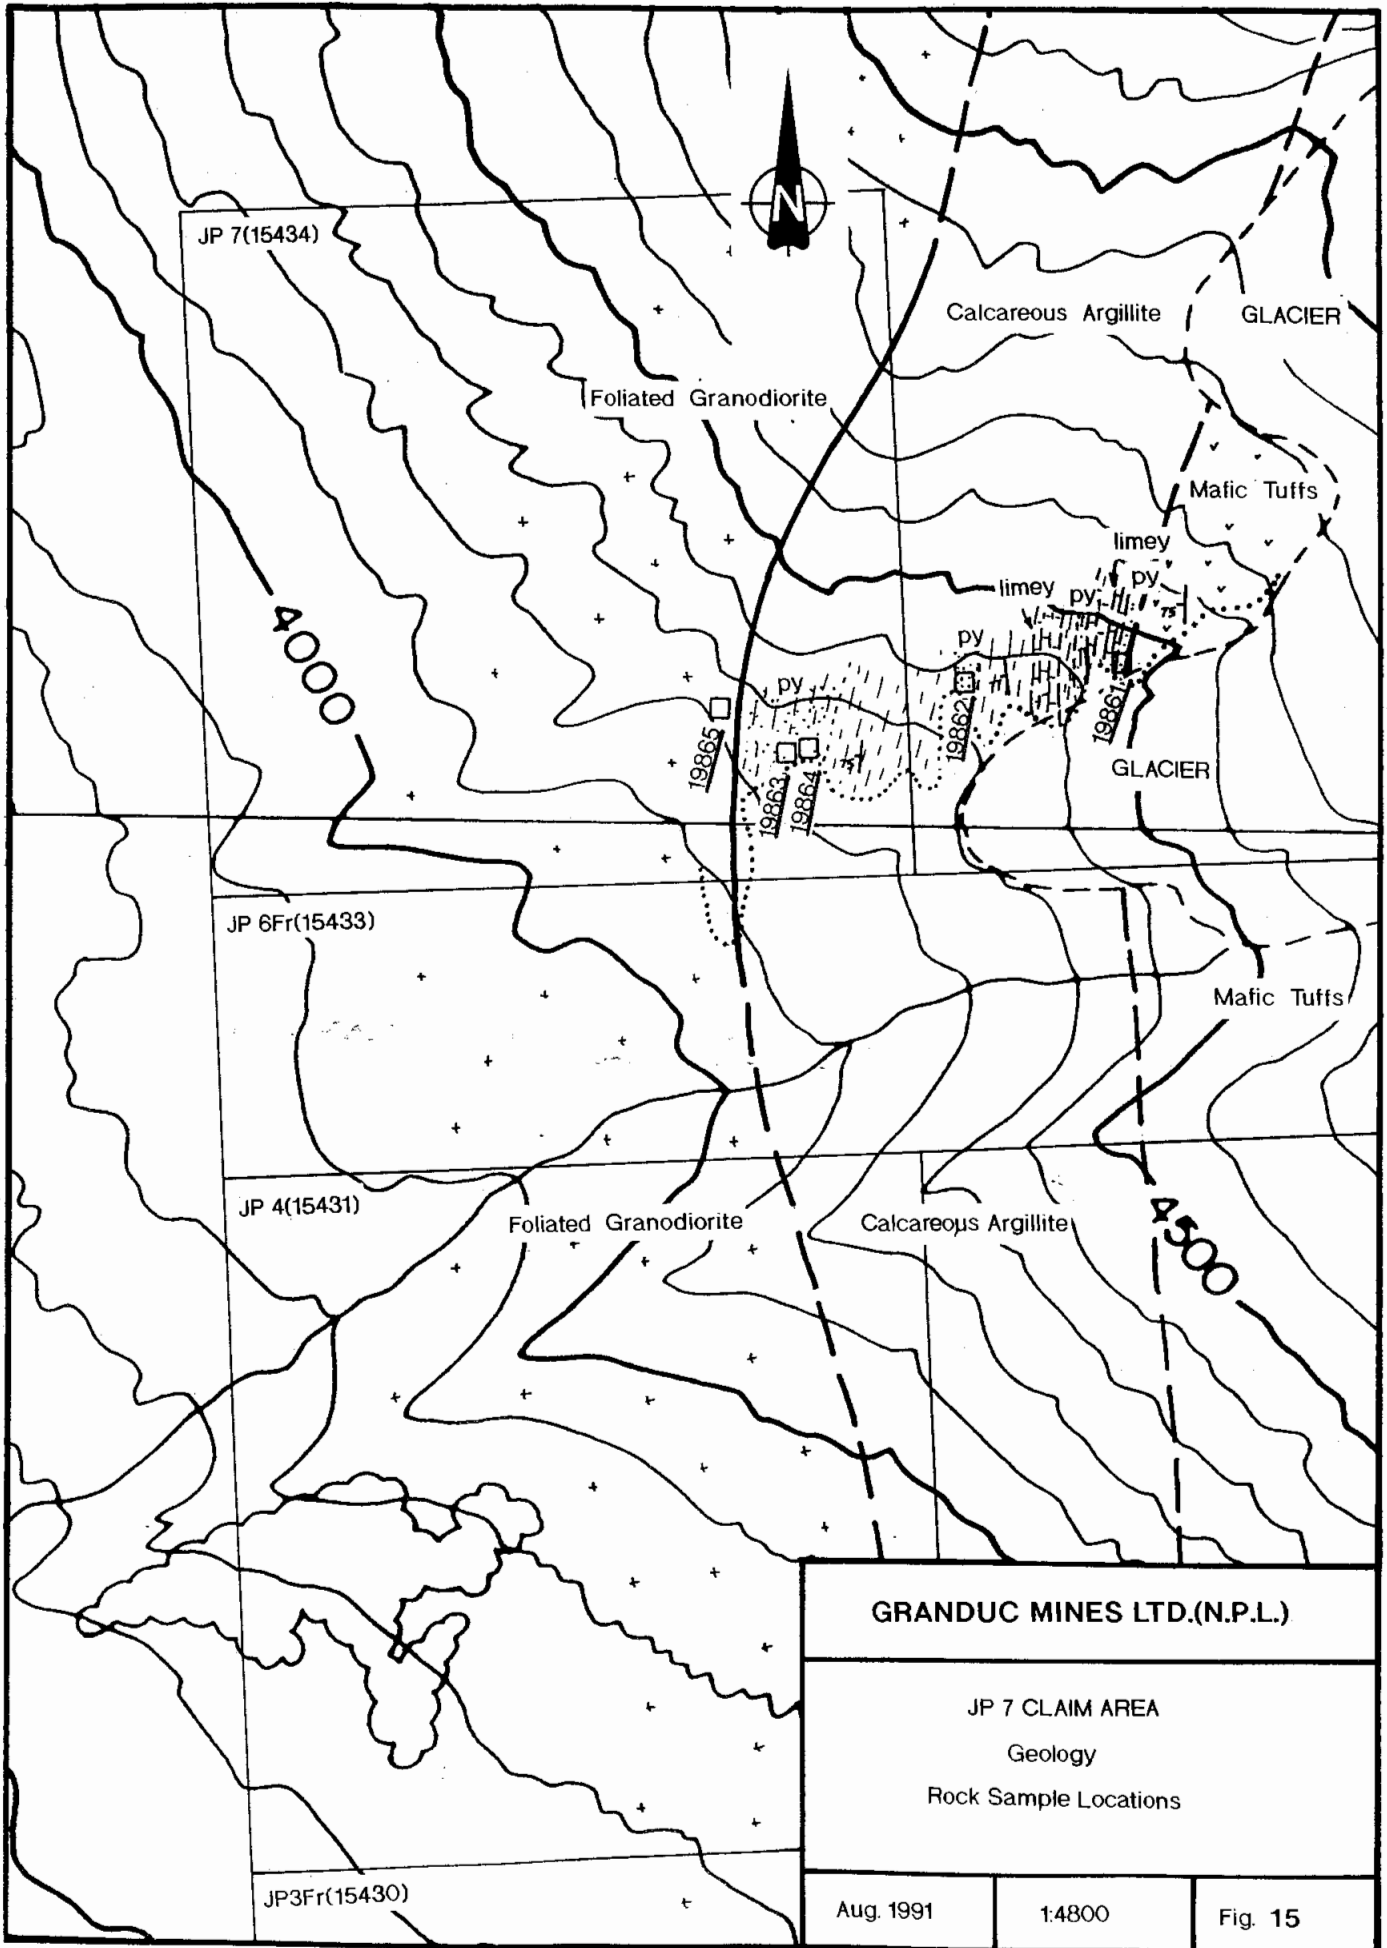 N
JP 7(15434)
Calcareous Argillite
GLACIER
Foliated Granodiorite
Mafic Tuffs
limey
py
limey
py
py
75
py
4000
19865
19863
19864
75
19862
19861
GLACIER
JP 6Fr(15433)
Mafic Tuffs
JP 4(15431)
Foliated Granodiorite
Calcareous Argillite
4500
GRANDUC MINES LTD.(N.P.L.)
JP 7 CLAIM AREA
Geology
Rock Sample Locations
JP3Fr(15430)
Aug. 1991
1:4800
Fig. 15